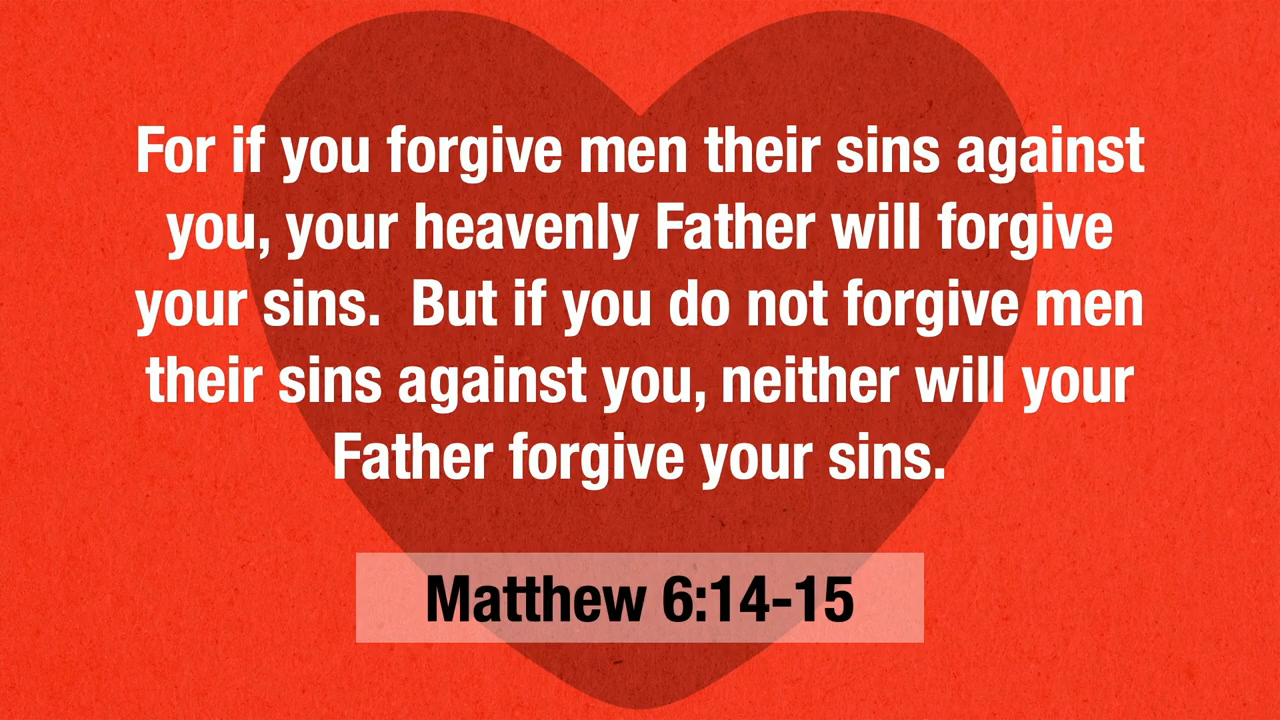 For if you forgive men their sins against
you, your heavenly Father will forgive
your sins.  But if you do not forgive men
their sins against you, neither will your
Father forgive your sins.
Matthew 6:14-15